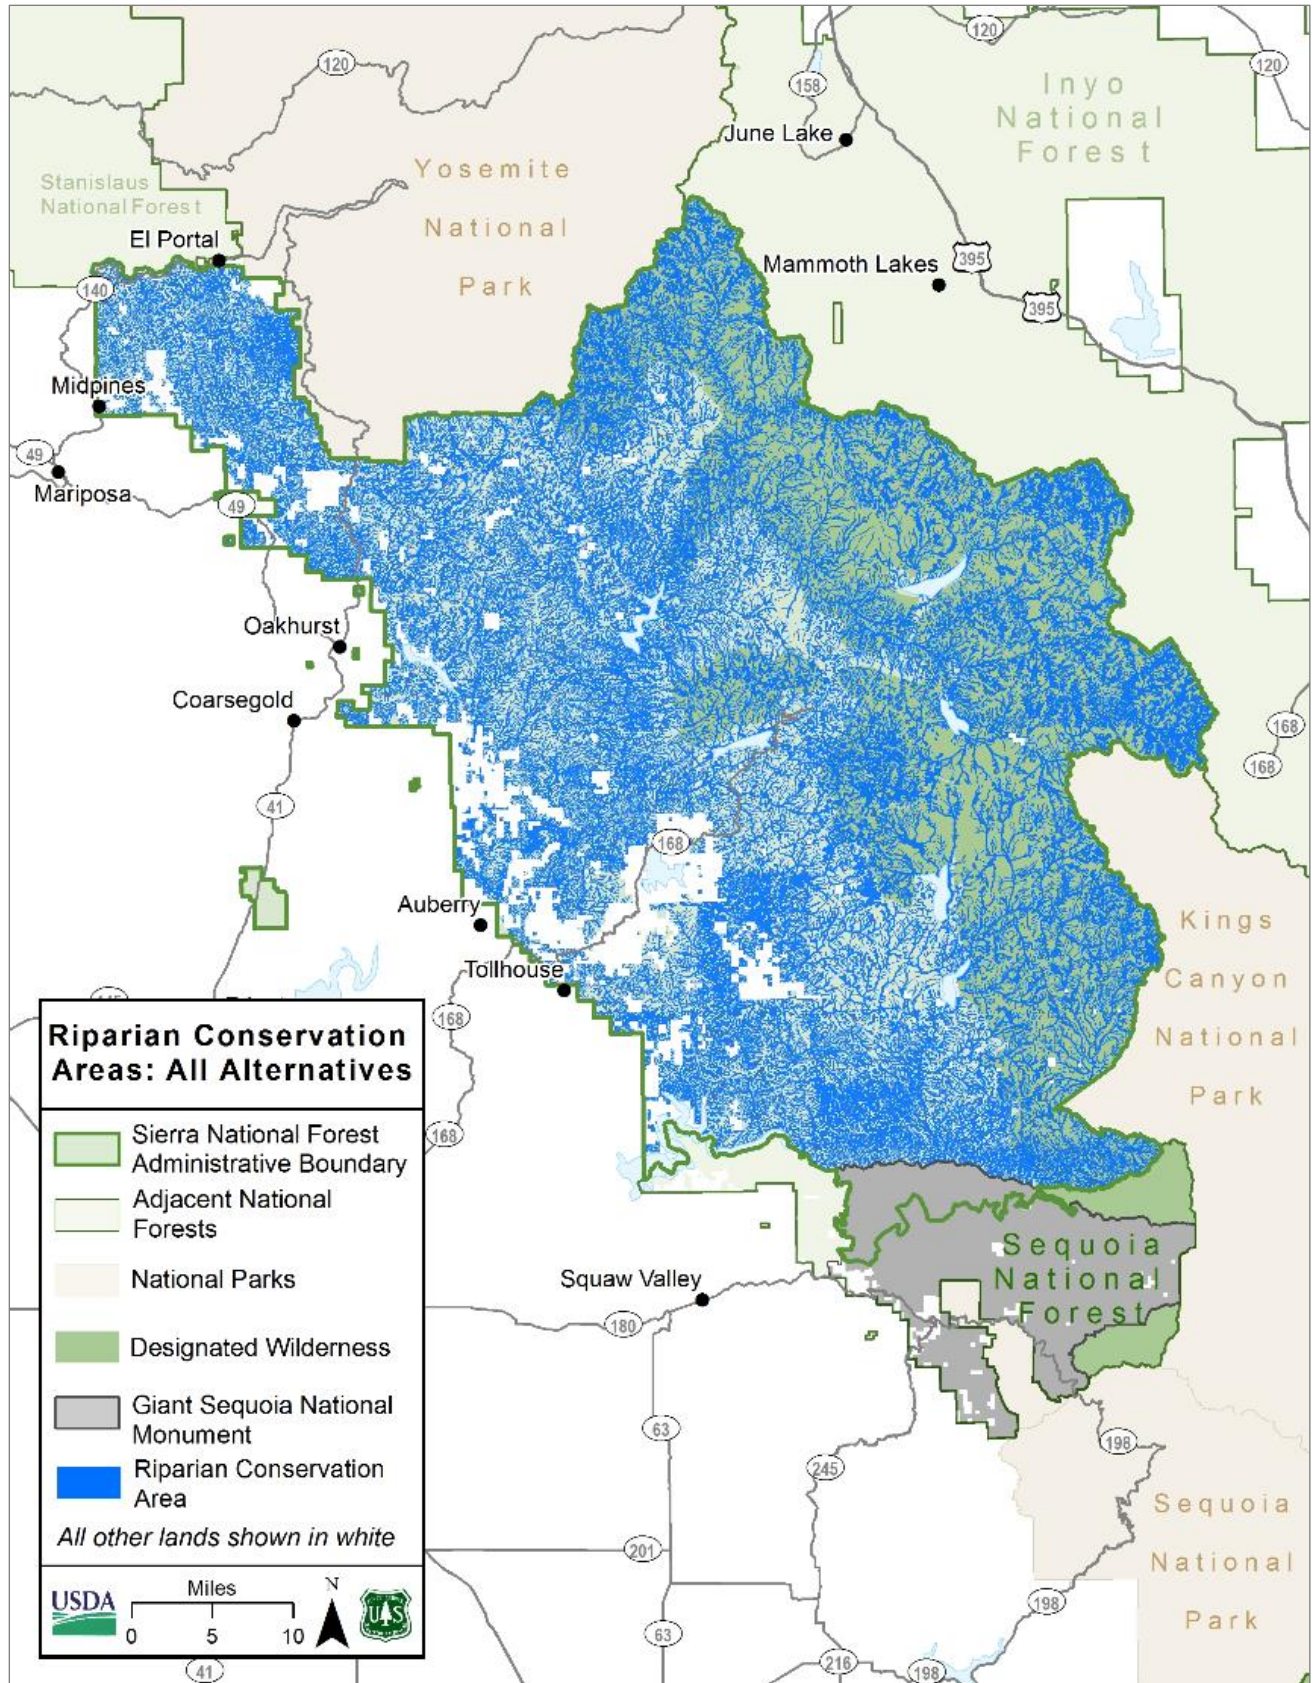 120
120
120
158
Inyo
National
Forest
June Lake
Yosemite
National
Park
Stanislaus
National Forest
El Portal
Mammoth Lakes
395
395
140
Midpines
49
Mariposa
49
Oakhurst
Coarsegold
168
168
41
168
Auberry
Tollhouse
Kings
Canyon
National
Park
168
168
Sequoia
National
Forest
Squaw Valley
180
63
245
198
201
Sequoia
National
Park
198
63
216
198
41
Riparian Conservation
Areas: All Alternatives
Sierra National Forest
Administrative Boundary
Adjacent National
Forests
National Parks
Designated Wilderness
Giant Sequoia National
Monument
Riparian Conservation
Area
All other lands shown in white
USDA
Miles
0 5 10
N
U S